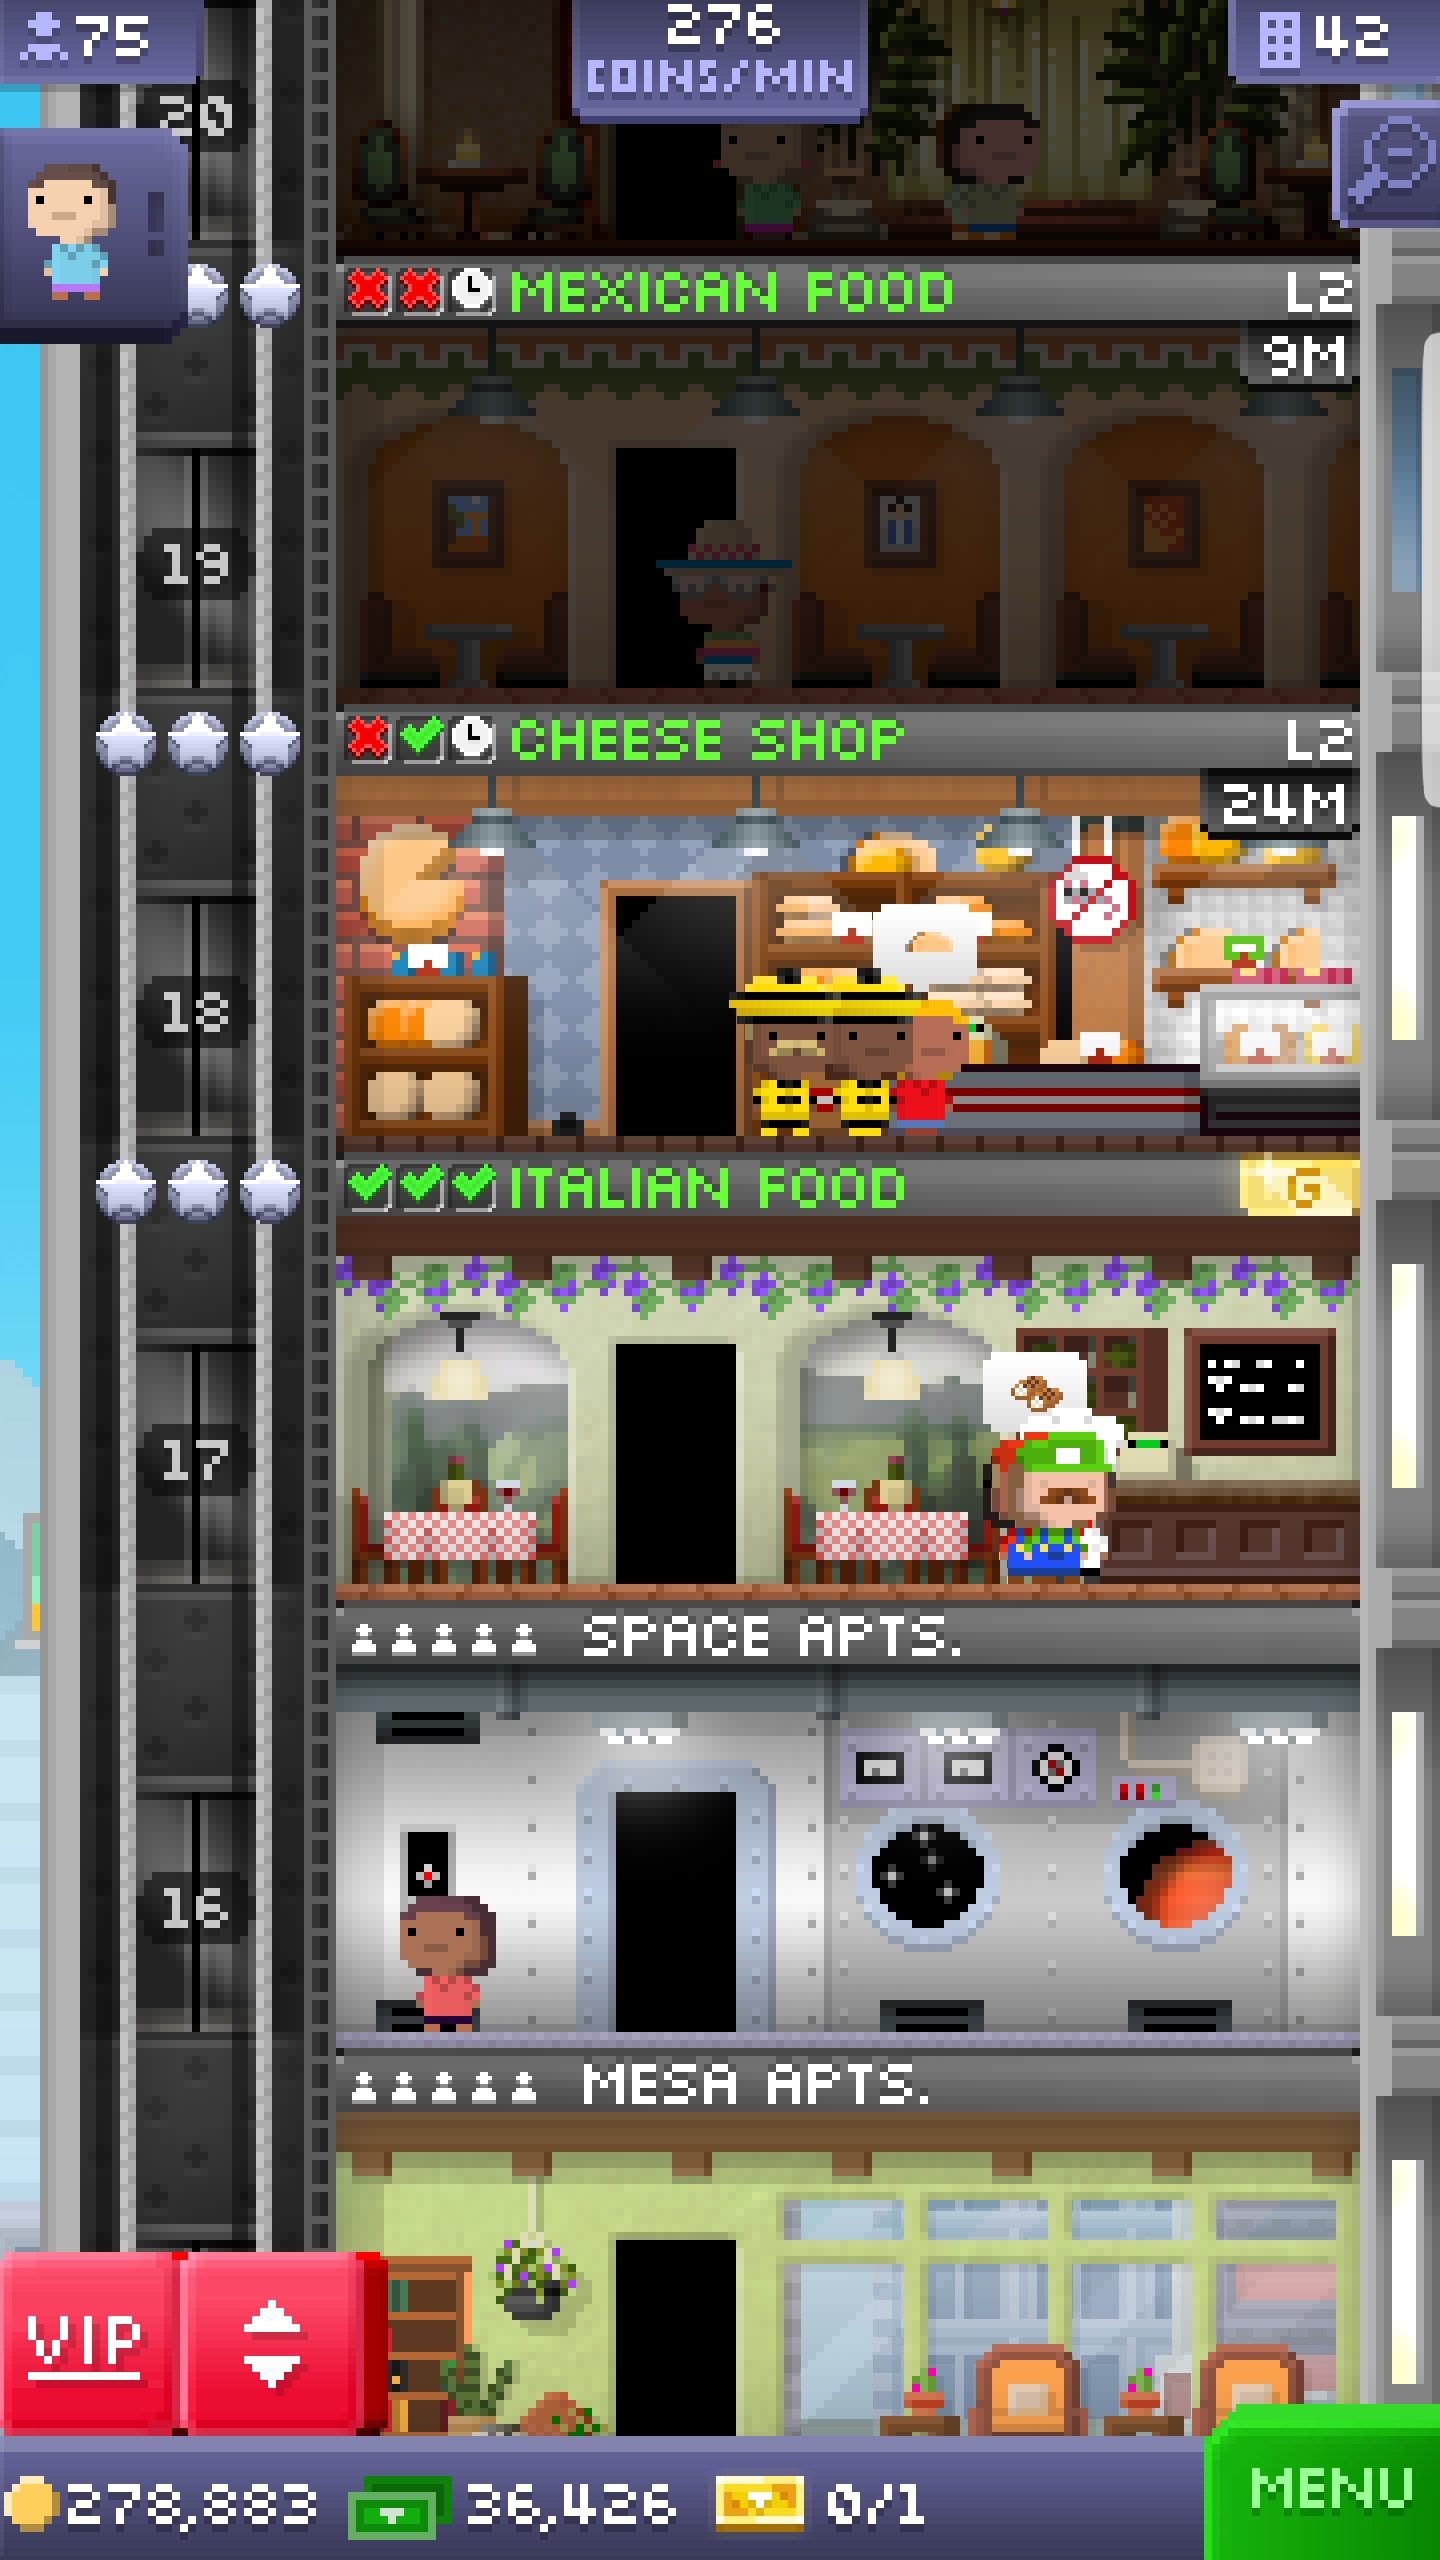 75
276
COINS/MIN
42
20
!
MEXICAN FOOD
L2
9M
19
CHEESE SHOP
L2
24M
18
ITALIAN FOOD
G
17
SPACE APTS.
16
MESA APTS.
VIP
278,883
36,426
0/1
MENU